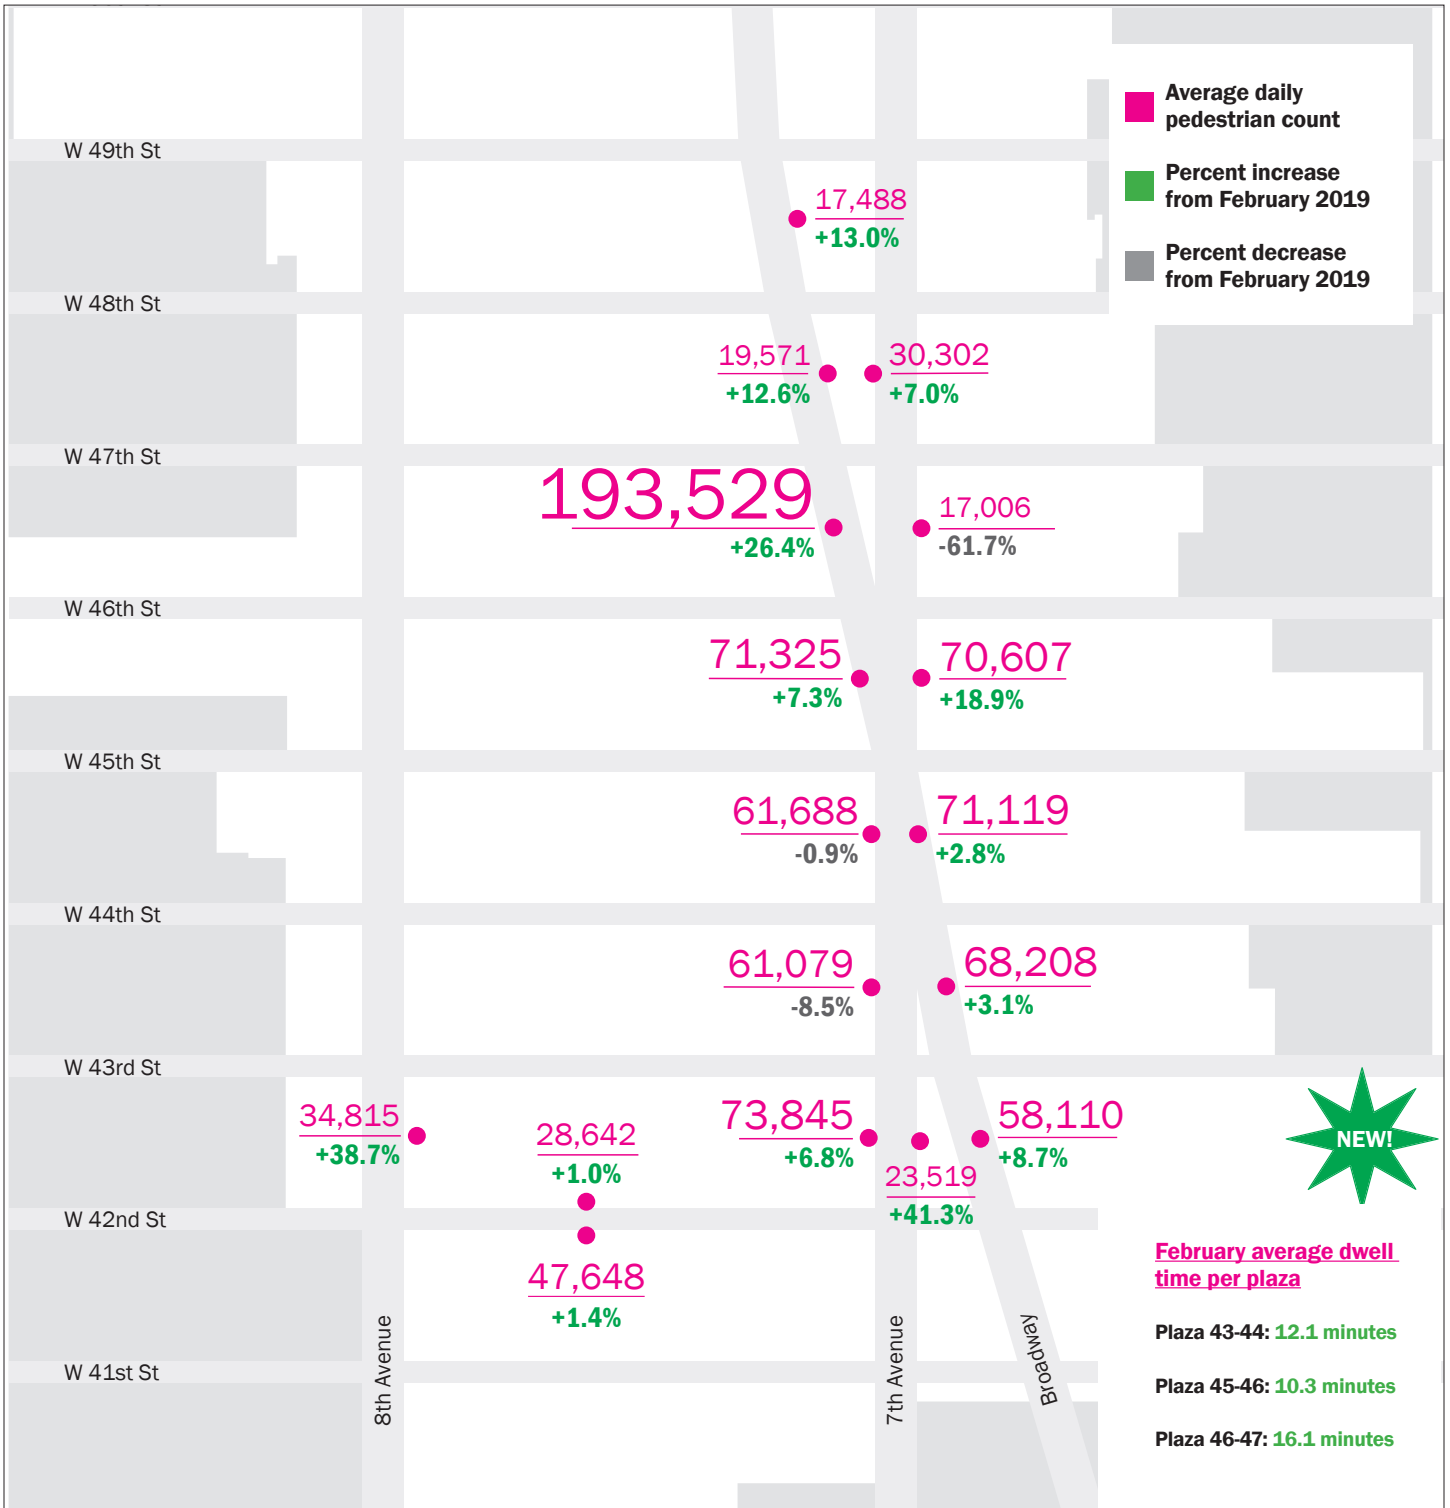 Average daily
pedestrian count
Percent increase
from February 2019
Percent decrease
from February 2019
W 49th St
17,488
+13.0%
W 48th St
19,571
+12.6%
30,302
+7.0%
W 47th St
193,529
+26.4%
17,006
-61.7%
W 46th St
71,325
+7.3%
70,607
+18.9%
W 45th St
61,688
-0.9%
71,119
+2.8%
W 44th St
61,079
-8.5%
68,208
+3.1%
W 43rd St
34,815
+38.7%
28,642
+1.0%
73,845
+6.8%
23,519
+41.3%
58,110
+8.7%
NEW!
W 42nd St
47,648
+1.4%
W 41st St
8th Avenue
7th Avenue
Broadway
February average dwell
time per plaza
Plaza 43-44: 12.1 minutes
Plaza 45-46: 10.3 minutes
Plaza 46-47: 16.1 minutes